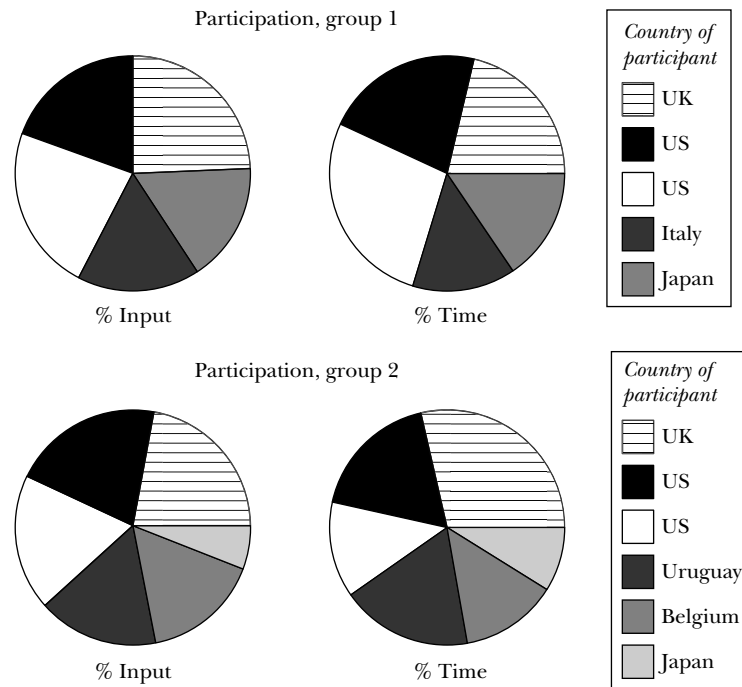 Participation, group 1
% Input
% Time
Country of
participant
UK
US
US
Italy
Japan
Participation, group 2
% Input
% Time
Country of
participant
UK
US
US
Uruguay
Belgium
Japan